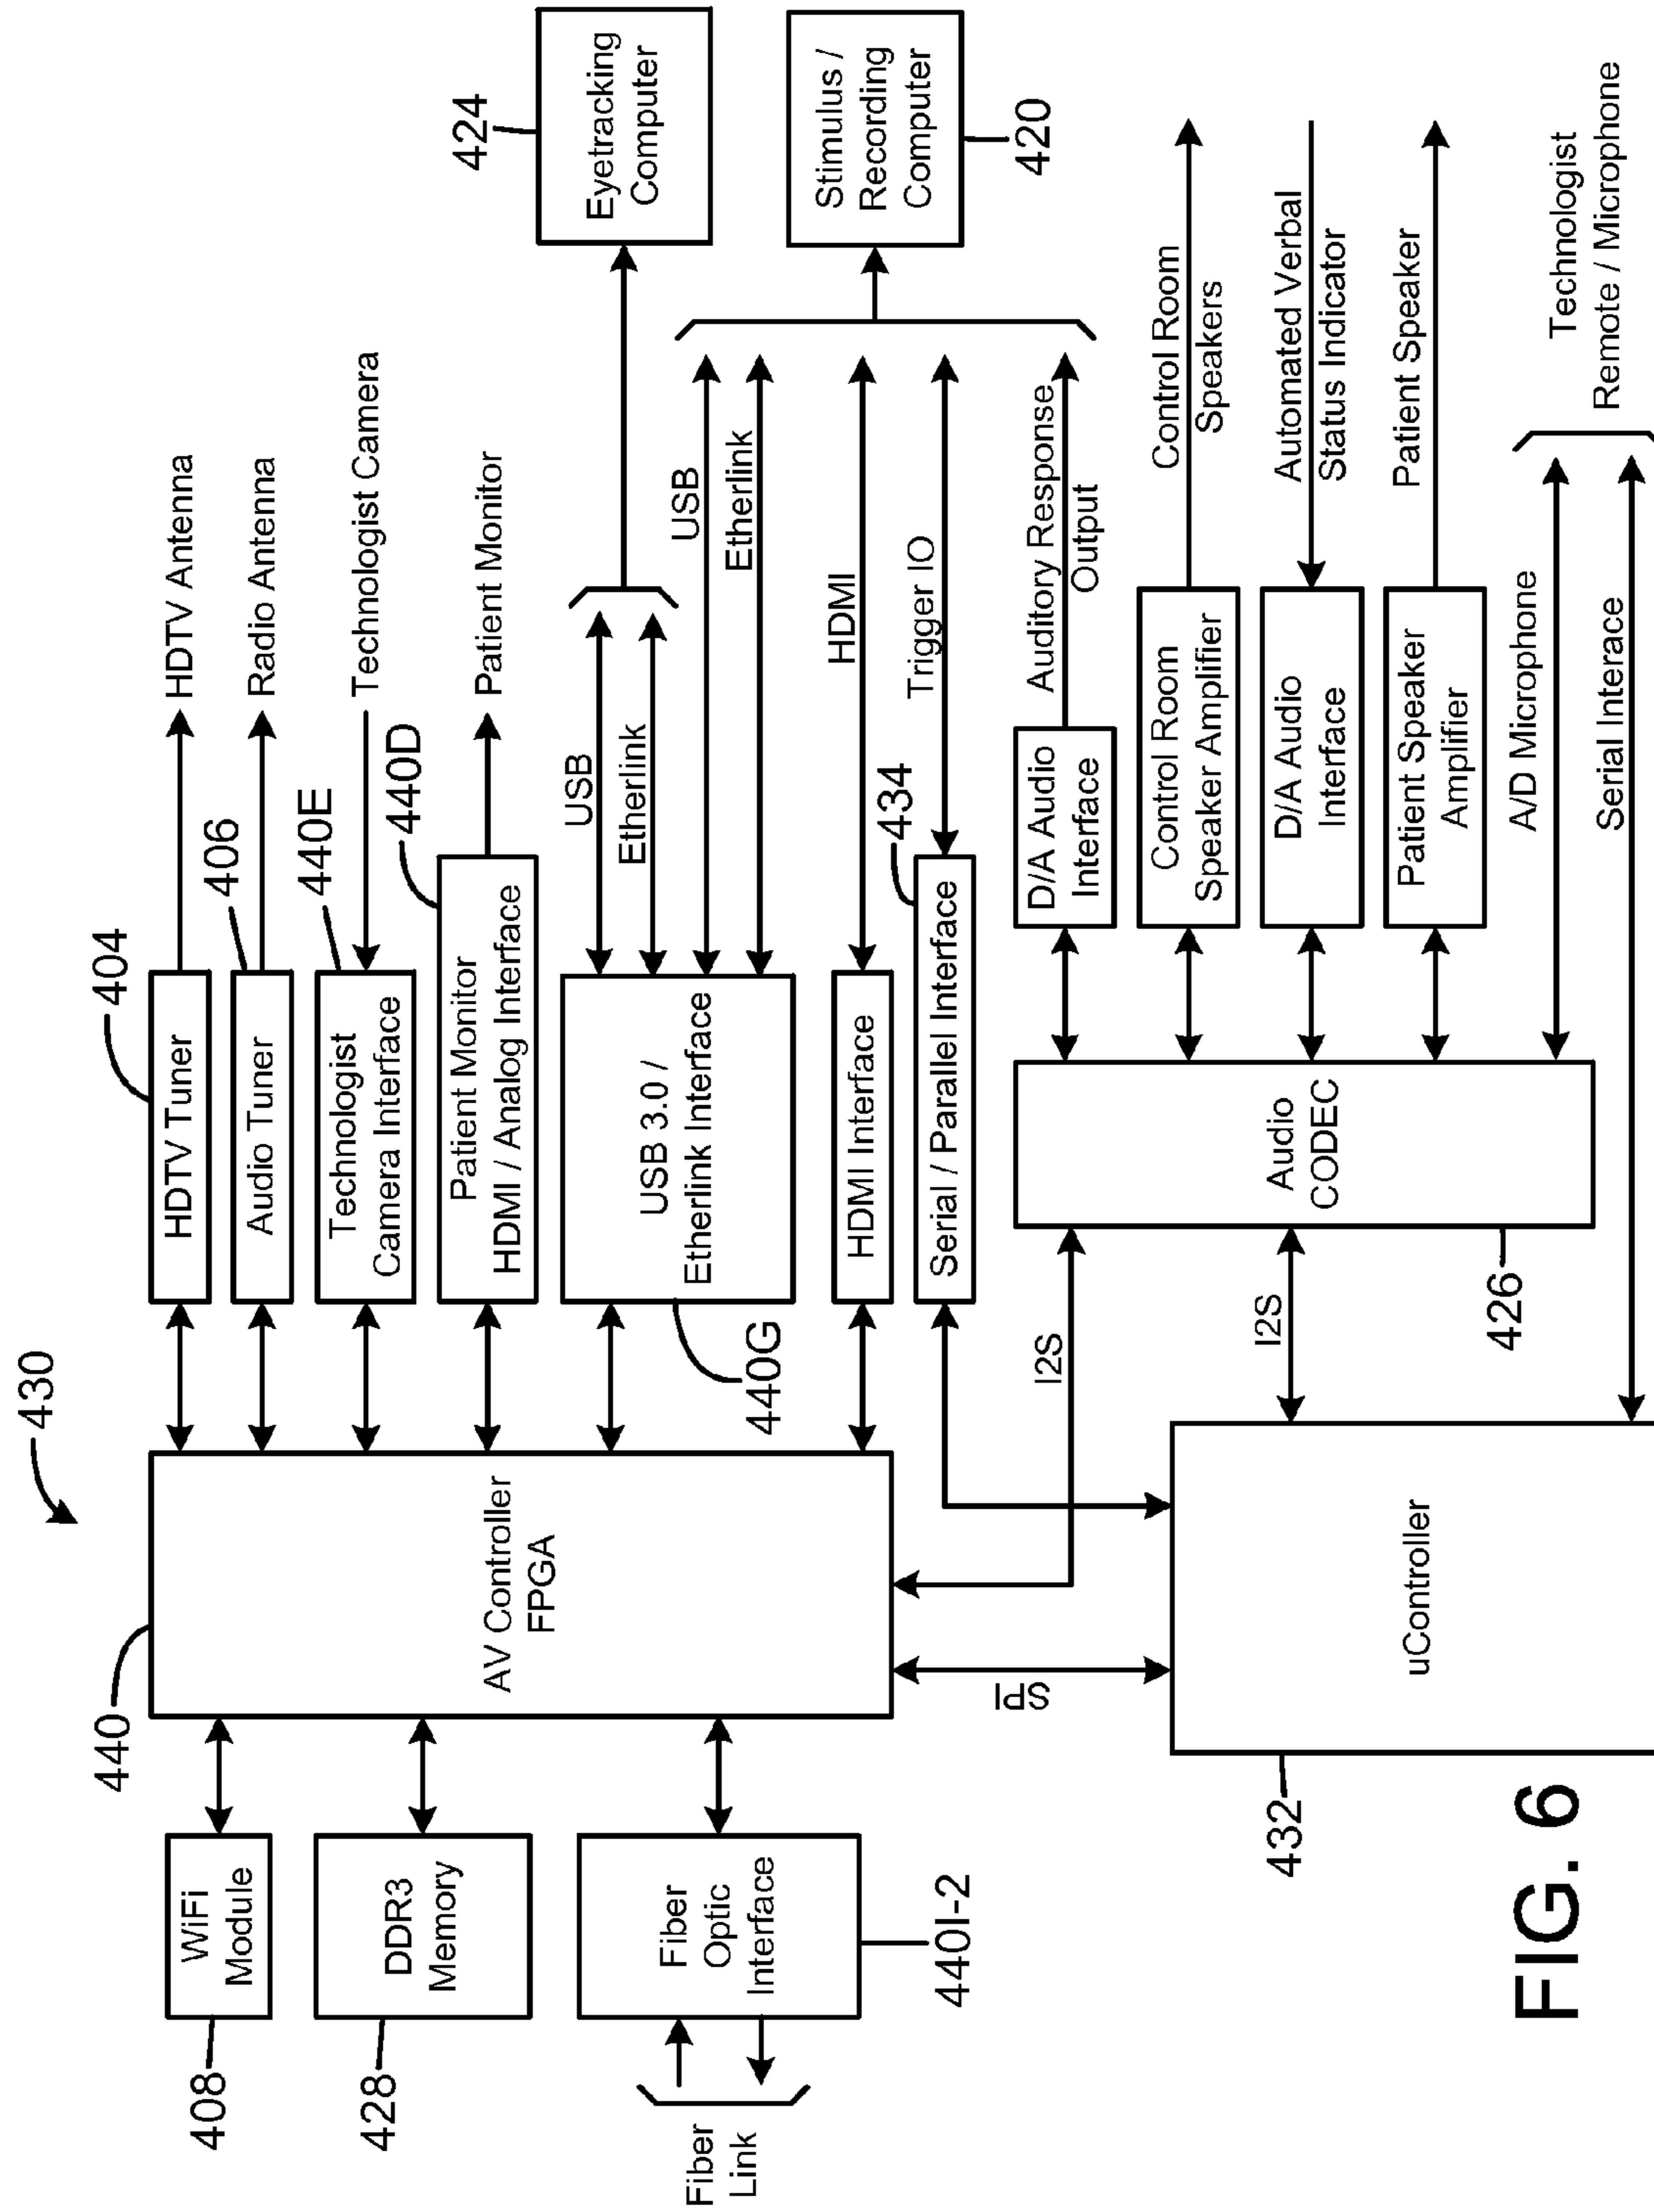 430
440
408
WiFi
Module
428
DDR3
Memory
Fiber
Link
Fiber
Optic
Interface
440I-2
AV Controller
FPGA
404
HDTV Tuner
HDTV Antenna
406
Audio Tuner
Radio Antenna
440E
Technologist
Camera Interface
Technologist Camera
440D
Patient Monitor
HDMI / Analog Interface
Patient Monitor
USB 3.0 /
Etherlink Interface
440G
USB
Etherlink
424
Eyetracking
Computer
USB
Etherlink
HDMI Interface
HDMI
434
Serial / Parallel Interface
Trigger IO
Stimulus /
Recording
Computer
420
SPI
I2S
I2S
D/A Audio
Interface
Auditory Response
Output
Control Room
Speaker Amplifier
Control Room
Speakers
D/A Audio
Interface
Automated Verbal
Status Indicator
Patient Speaker
Amplifier
Patient Speaker
Audio
CODEC
426
A/D Microphone
Serial Interace
Technologist
Remote / Microphone
uController
432
FIG. 6